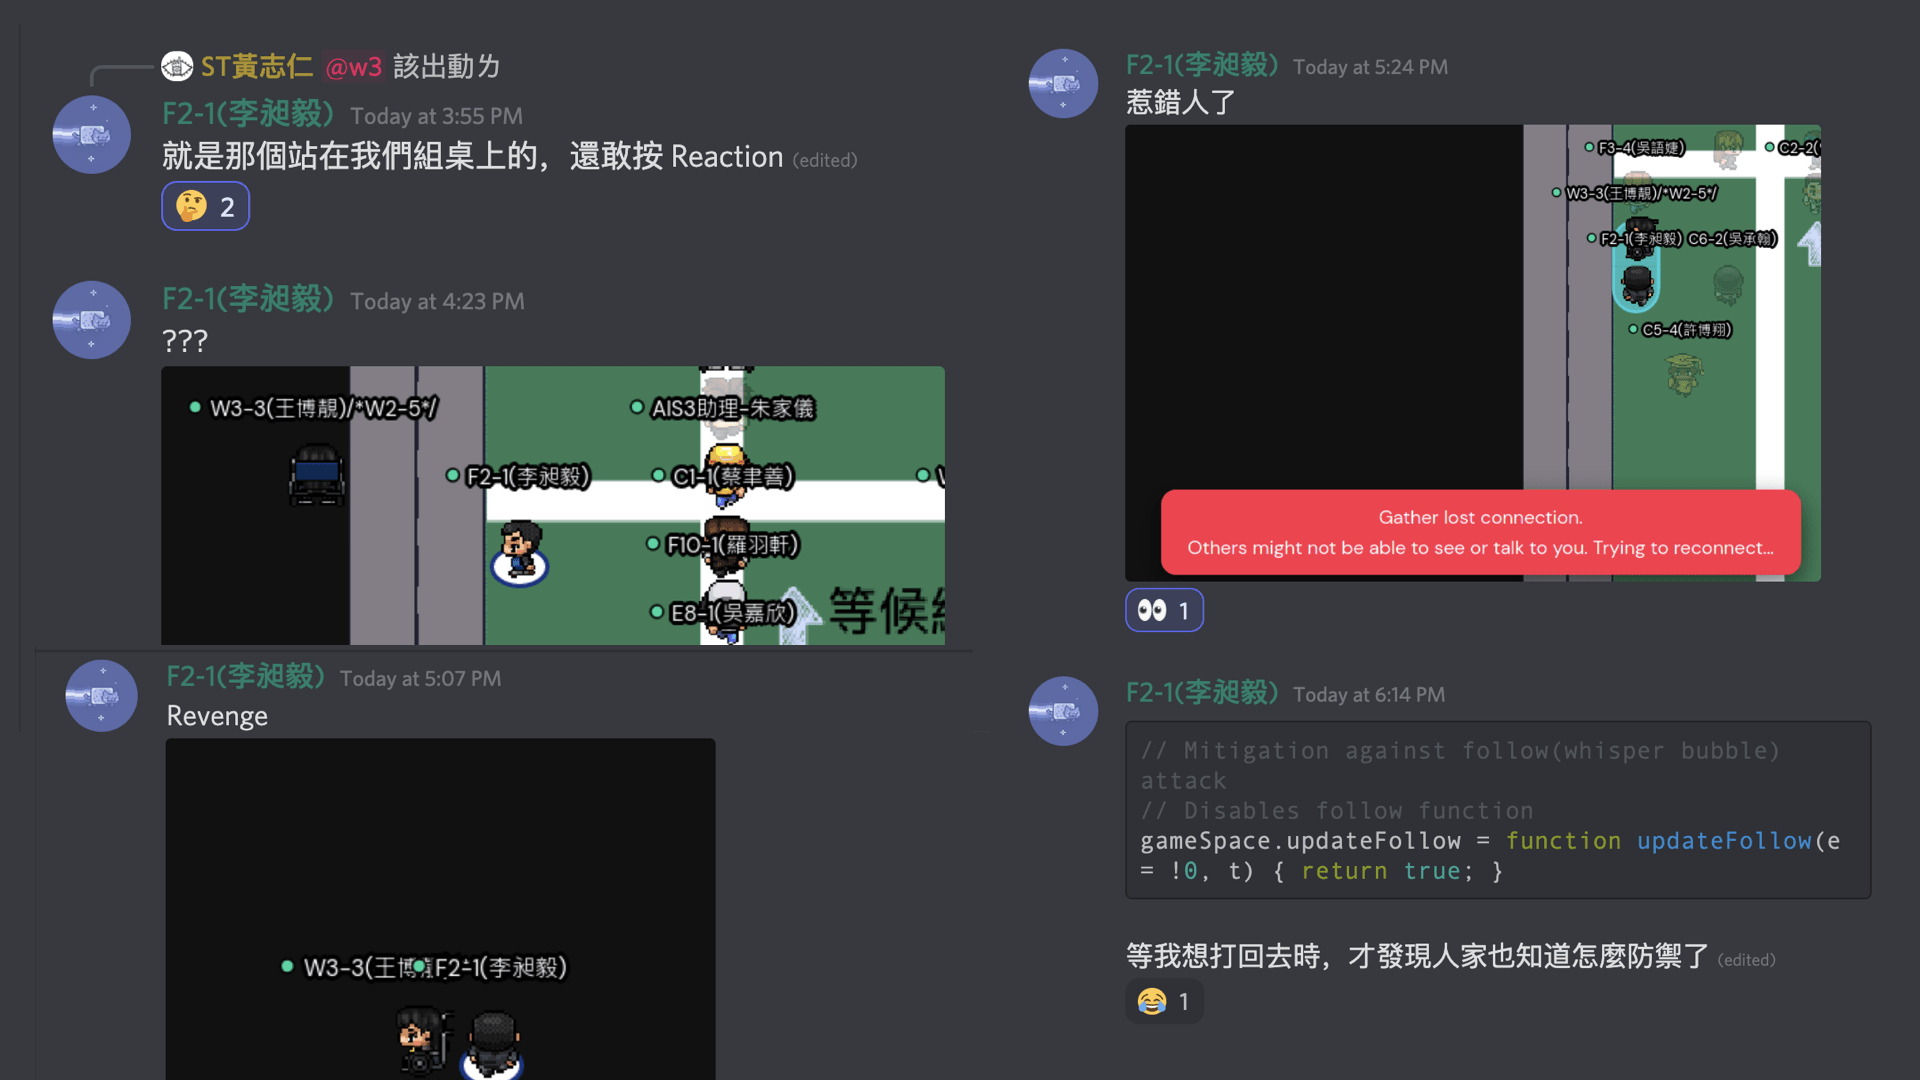 ST黃志仁 @w3 該出動ㄌ
F2-1(李昶毅) Today at 3:55 PM
就是那個站在我們組桌上的，還敢按 Reaction (edited)
2
F2-1(李昶毅) Today at 4:23 PM
???
W3-3(王博靚)/*W2-5*/
AIS3助理-朱家儀
F2-1(李昶毅)
C1-1(蔡聿善)
F10-1(羅羽軒)
E8-1(吳嘉欣)
等候
F2-1(李昶毅) Today at 5:07 PM
Revenge
W3-3(王博
F2-1(李昶毅)
F2-1(李昶毅) Today at 5:24 PM
惹錯人了
F3-4(吳語婕)
C2-2(
W3-3(王博靚)/*W2-5*/
F2-1(李昶毅) C6-2(吳承翰)
C5-4(許博翔)
Gather lost connection.
Others might not be able to see or talk to you. Trying to reconnect...
1
F2-1(李昶毅) Today at 6:14 PM
// Mitigation against follow(whisper bubble)
attack
// Disables follow function
gameSpace.updateFollow = function updateFollow(e
= !0, t) { return true; }
等我想打回去時，才發現人家也知道怎麼防禦了 (edited)
1